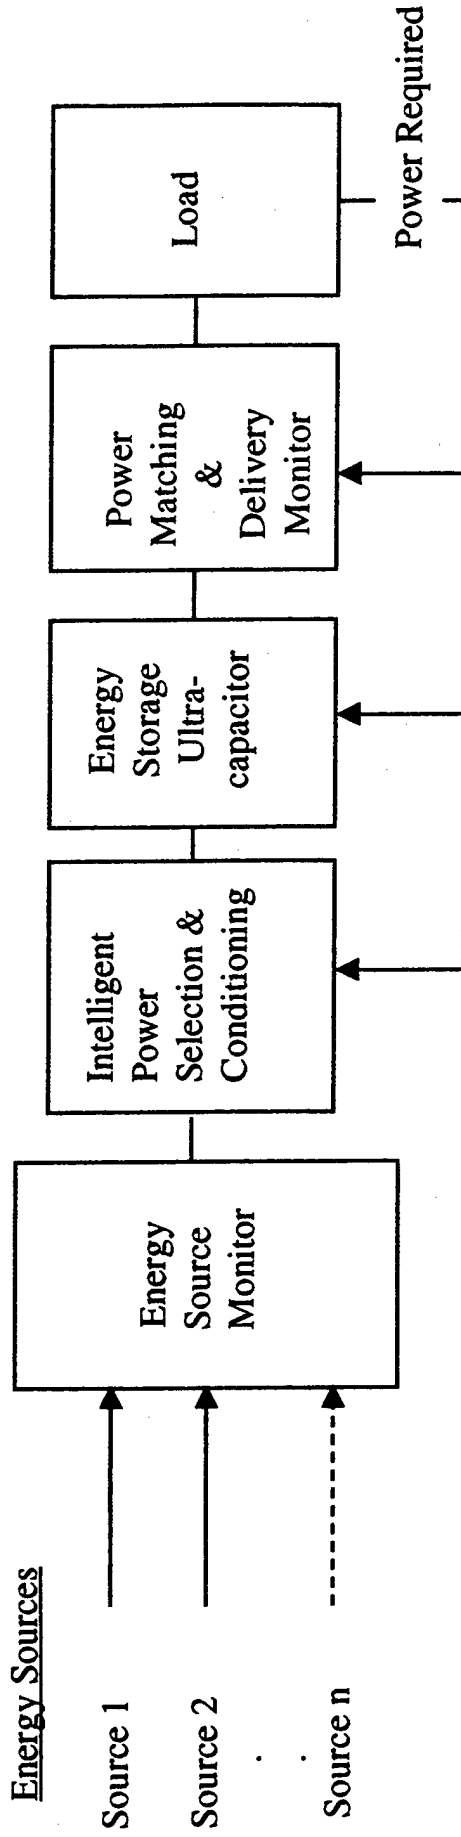 Energy Sources
Source 1
Source 2
.
.
Source n
Energy
Source
Monitor
Intelligent
Power
Selection &
Conditioning
Energy
Storage
Ultra-
capacitor
Power
Matching
&
Delivery
Monitor
Load
Power Required